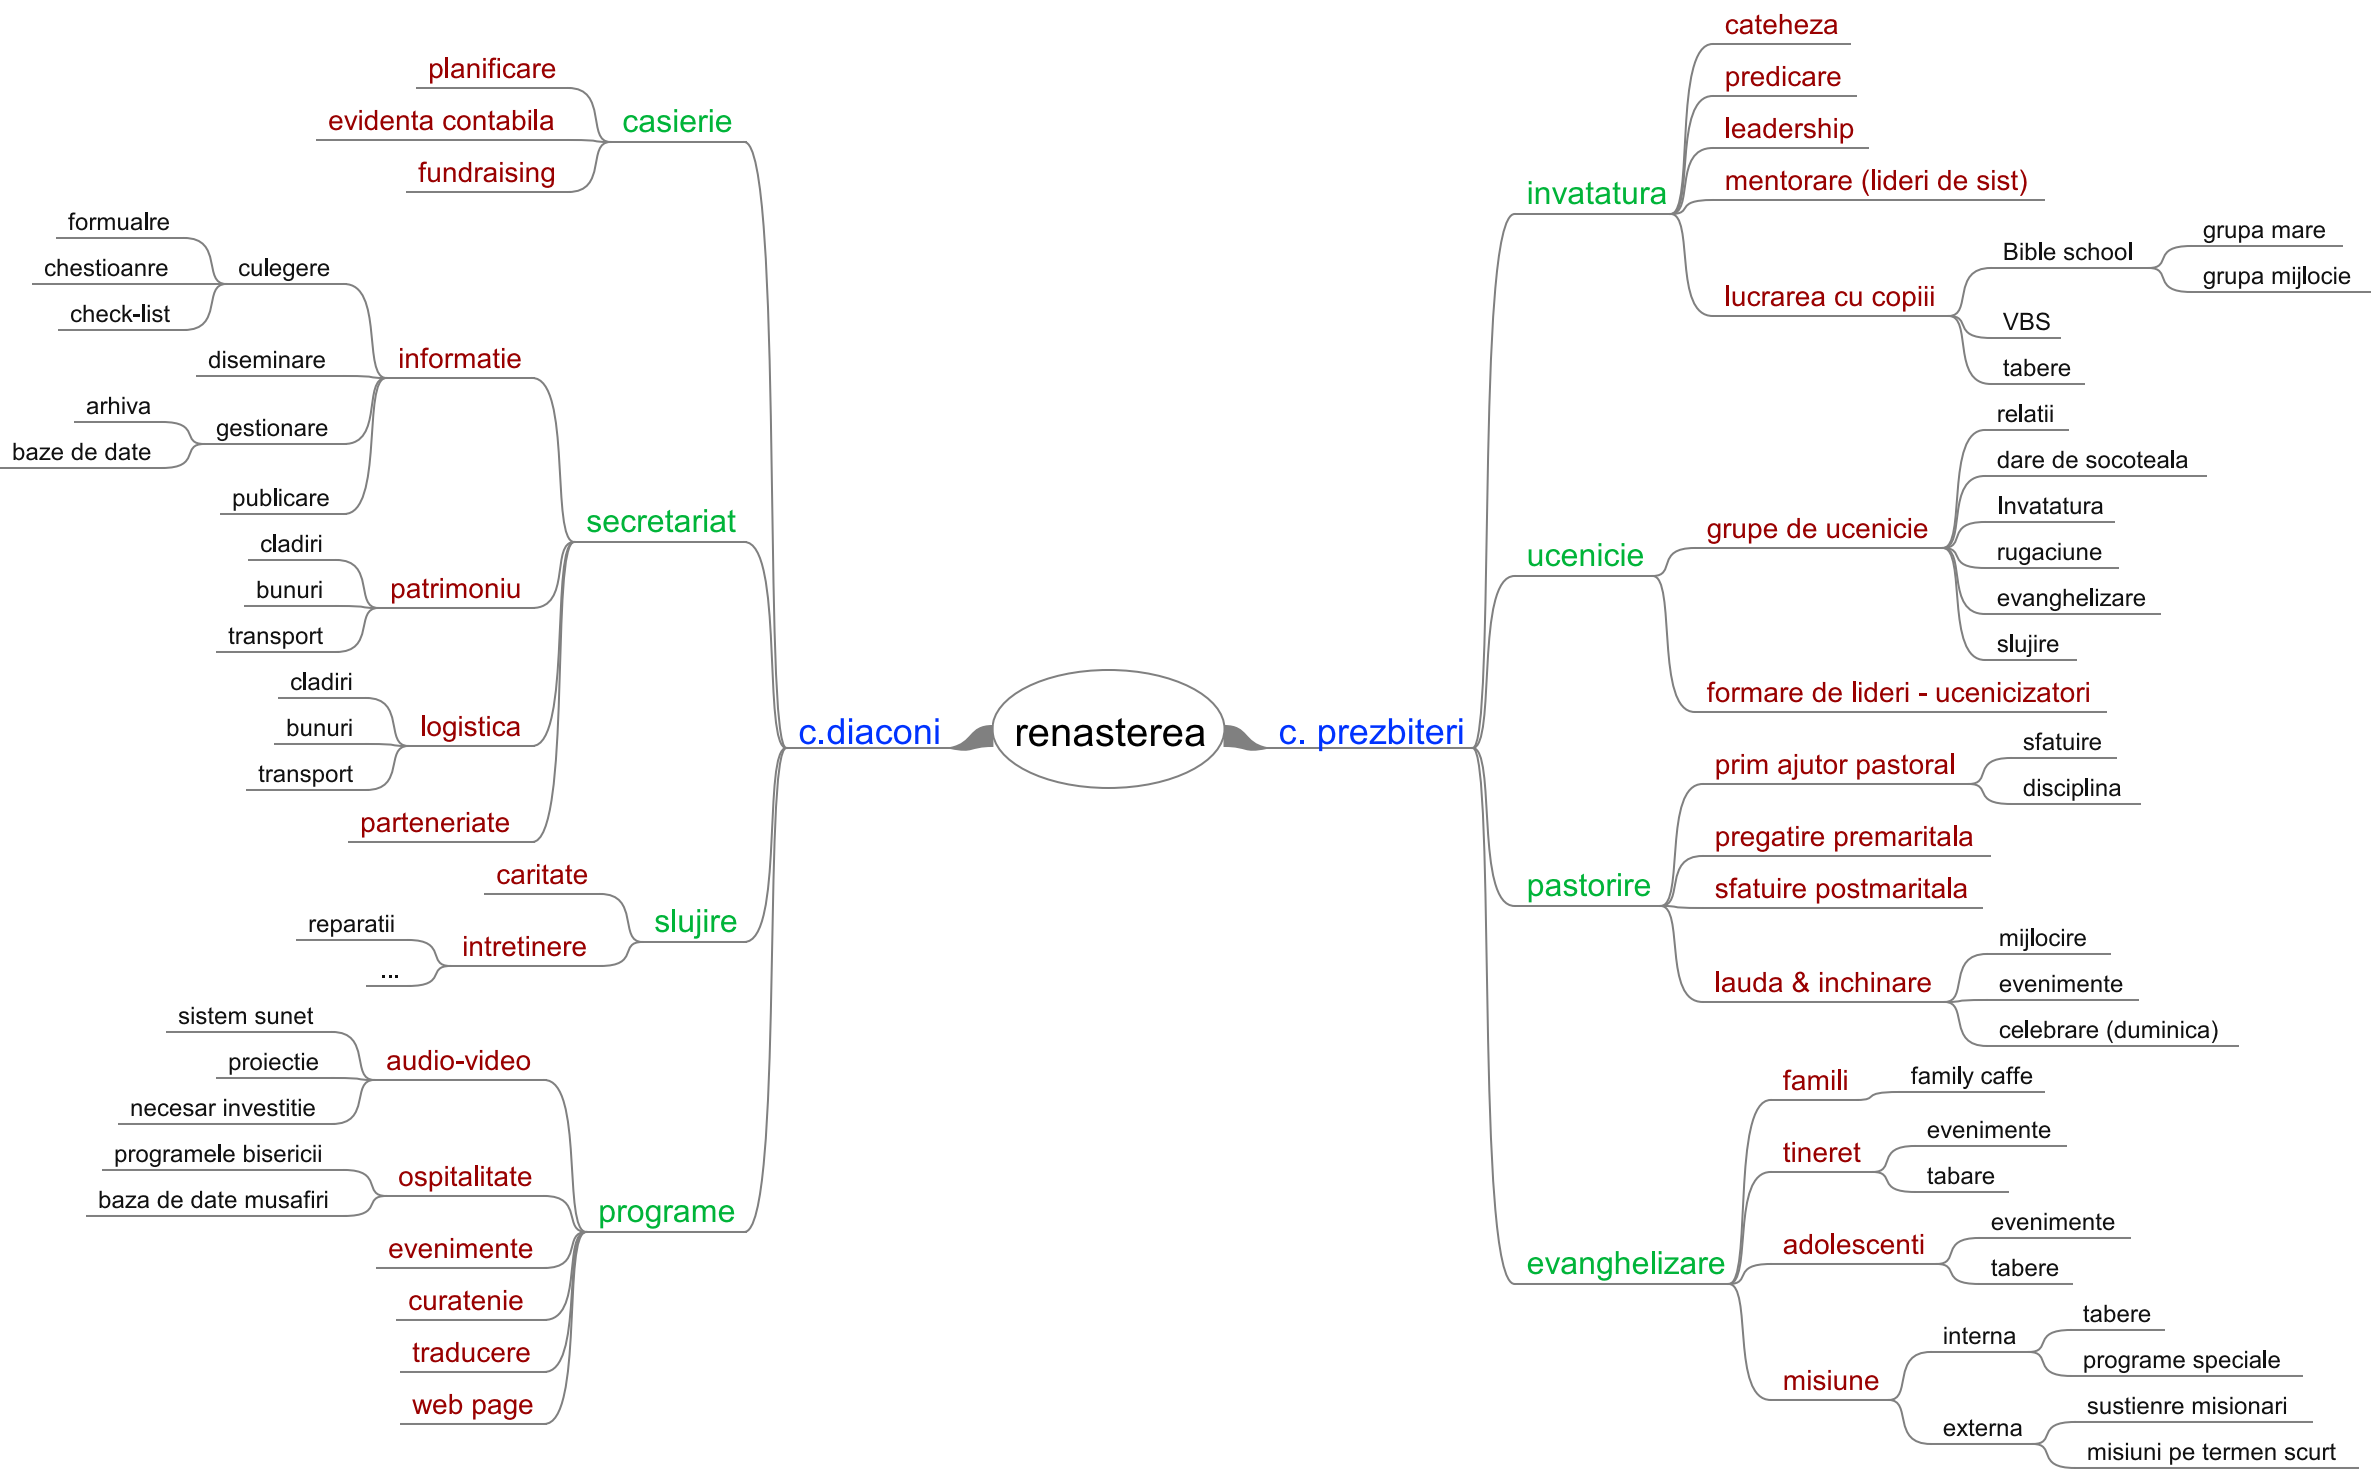 renasterea
c.diaconi
casierie
planificare
evidenta contabila
fundraising
secretariat
informatie
culegere
formualre
chestioanre
check-list
diseminare
gestionare
arhiva
baze de date
publicare
patrimoniu
cladiri
bunuri
transport
logistica
cladiri
bunuri
transport
parteneriate
slujire
caritate
intretinere
reparatii
...
programe
audio-video
sistem sunet
proiectie
necesar investitie
ospitalitate
programele bisericii
baza de date musafiri
evenimente
curatenie
traducere
web page
c. prezbiteri
invatatura
cateheza
predicare
leadership
mentorare (lideri de sist)
lucrarea cu copiii
Bible school
grupa mare
grupa mijlocie
VBS
tabere
ucenicie
grupe de ucenicie
relatii
dare de socoteala
Invatatura
rugaciune
evanghelizare
slujire
formare de lideri - ucenicizatori
pastorire
prim ajutor pastoral
sfatuire
disciplina
pregatire premaritala
sfatuire postmaritala
lauda & inchinare
mijlocire
evenimente
celebrare (duminica)
evanghelizare
famili
family caffe
tineret
evenimente
tabare
adolescenti
evenimente
tabere
misiune
interna
tabere
programe speciale
externa
sustienre misionari
misiuni pe termen scurt